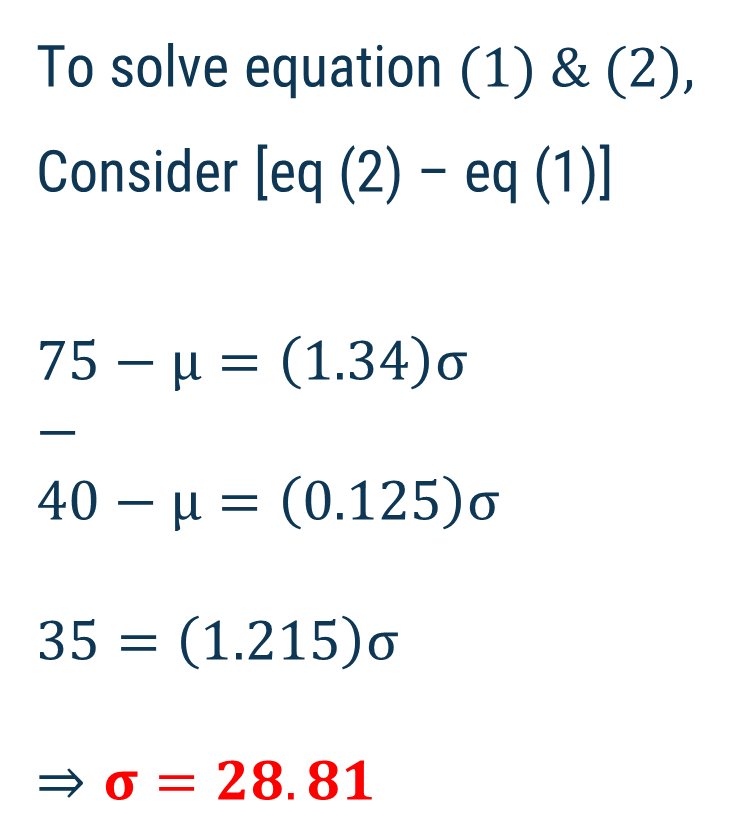 To solve equation (1) & (2),
Consider [eq (2) – eq (1)]
75 − μ = (1.34)σ
−
40 − μ = (0.125)σ
35 = (1.215)σ
⇒ σ = 28.81